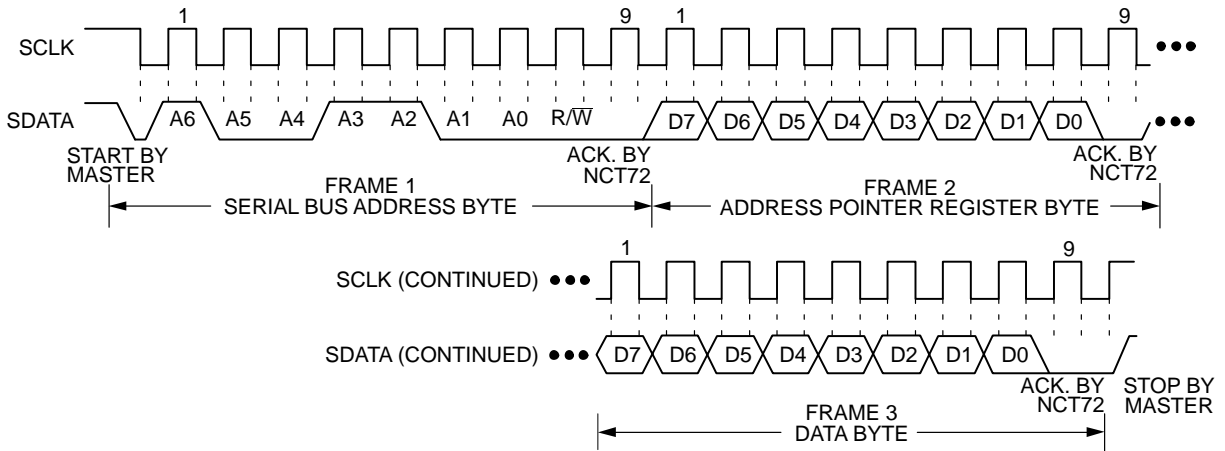 1 9 1 9
SCLK
SDATA A6 A5 A4 A3 A2 A1 A0 R/W̅ D7 D6 D5 D4 D3 D2 D1 D0
START BY
MASTER
ACK. BY
NCT72
ACK. BY
NCT72
FRAME 1
SERIAL BUS ADDRESS BYTE
FRAME 2
ADDRESS POINTER REGISTER BYTE
1 9
SCLK (CONTINUED)
SDATA (CONTINUED) D7 D6 D5 D4 D3 D2 D1 D0
ACK. BY
NCT72
STOP BY
MASTER
FRAME 3
DATA BYTE